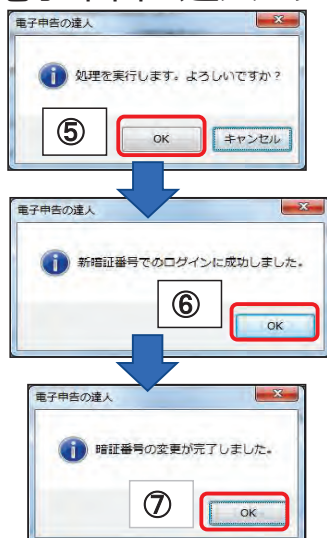 電子申告の達人
処理を実行します。よろしいですか?
⑤
OK
キャンセル
電子申告の達人
新暗証番号でのログインに成功しました。
⑥
OK
電子申告の達人
暗証番号の変更が完了しました。
⑦
OK